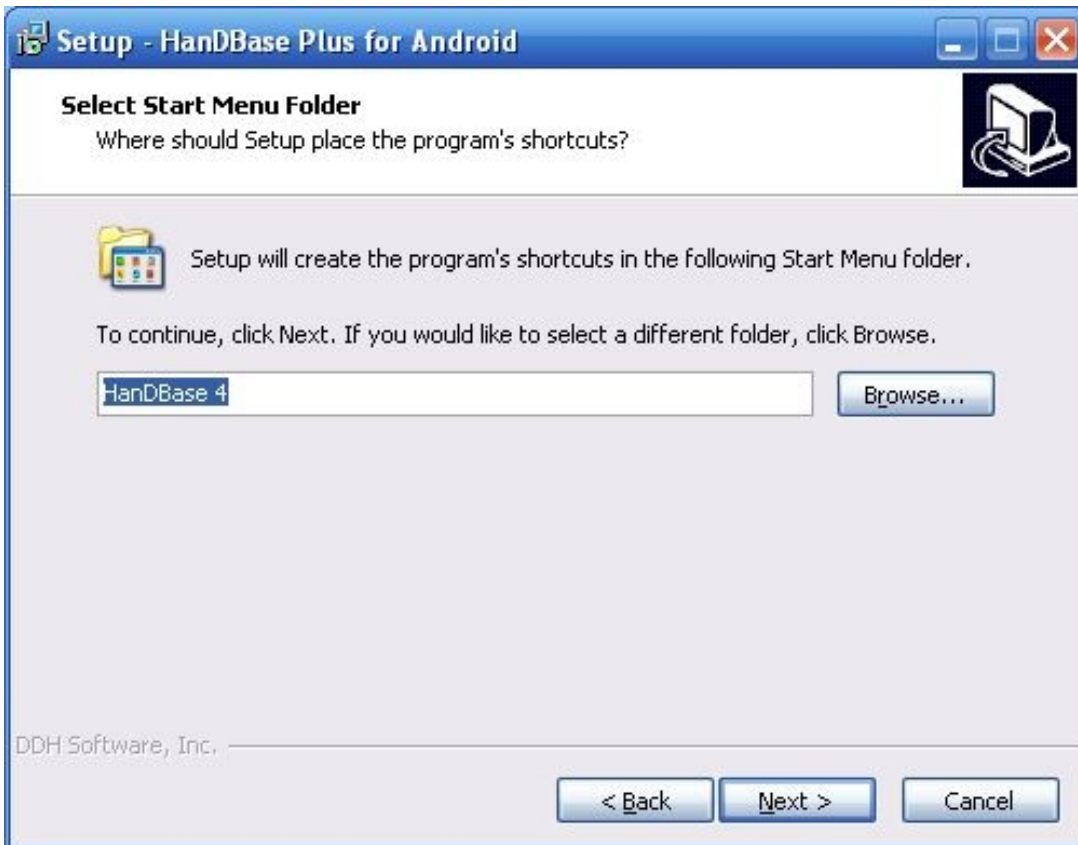 Setup - HanDBase Plus for Android
Select Start Menu Folder
Where should Setup place the program's shortcuts?
Setup will create the program's shortcuts in the following Start Menu folder.
To continue, click Next. If you would like to select a different folder, click Browse.
HanDBase 4
Browse...
DDH Software, Inc.
< Back
Next >
Cancel